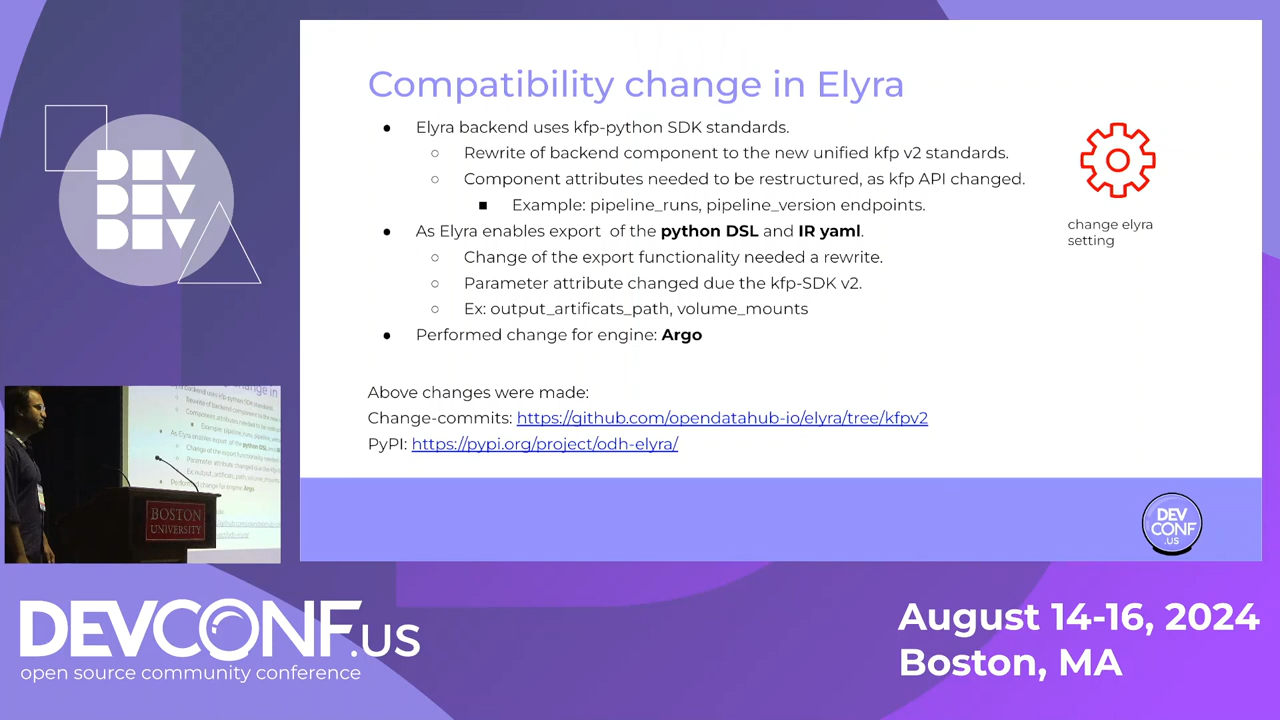 Compatibility change in Elyra
● Elyra backend uses kfp-python SDK standards.
○ Rewrite of backend component to the new unified kfp v2 standards.
○ Component attributes needed to be restructured, as kfp API changed.
■ Example: pipeline_runs, pipeline_version endpoints.
● As Elyra enables export of the python DSL and IR yaml.
○ Change of the export functionality needed a rewrite.
○ Parameter attribute changed due the kfp-SDK v2.
○ Ex: output_artificats_path, volume_mounts
● Performed change for engine: Argo
Above changes were made:
Change-commits: https://github.com/opendatahub-io/elyra/tree/kfpv2
PyPI: https://pypi.org/project/odh-elyra/
change elyra
setting
DEV
CONF
.US
DEV
DEV
DEV
BOSTON
UNIVERSITY
DEVCONF.US
open source community conference
August 14-16, 2024
Boston, MA